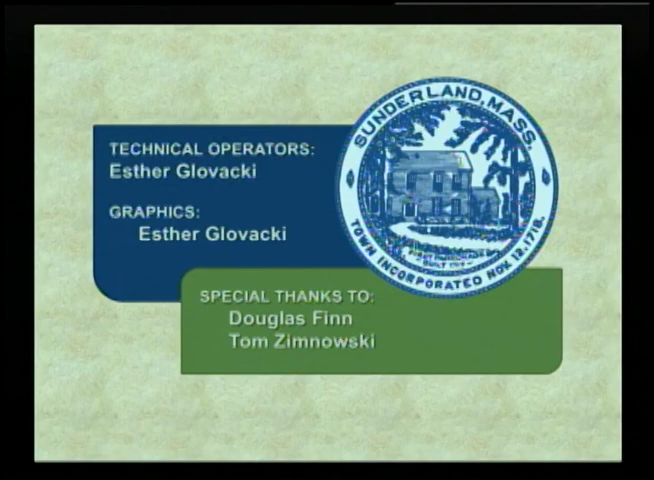 SUNDERLAND, MASS.
TECHNICAL OPERATORS:
Esther Glovacki
GRAPHICS:
Esther Glovacki
TOWN INCORPORATED NOV. 12, 1718.
SPECIAL THANKS TO:
Douglas Finn
Tom Zimnowski